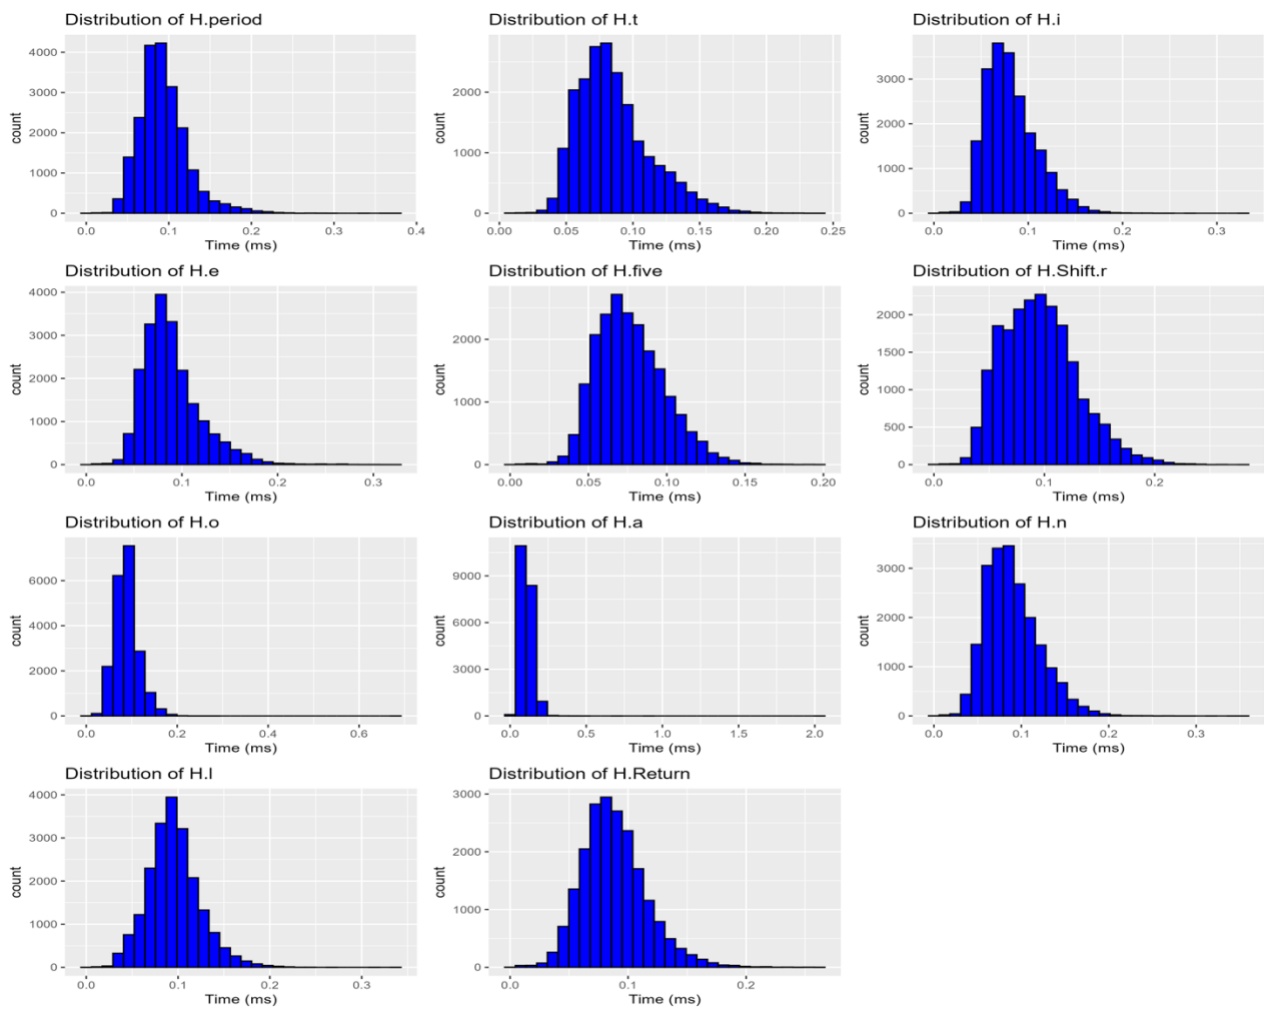 Distribution of H.period
count
4000
3000
2000
1000
0
0.0 0.1 0.2 0.3 0.4
Time (ms)
Distribution of H.t
count
2000
1000
0
0.00 0.05 0.10 0.15 0.20 0.25
Time (ms)
Distribution of H.i
count
3000
2000
1000
0
0.0 0.1 0.2 0.3
Time (ms)
Distribution of H.e
count
4000
3000
2000
1000
0
0.0 0.1 0.2 0.3
Time (ms)
Distribution of H.five
count
2000
1000
0
0.00 0.05 0.10 0.15 0.20
Time (ms)
Distribution of H.Shift.r
count
2000
1500
1000
500
0
0.0 0.1 0.2
Time (ms)
Distribution of H.o
count
6000
4000
2000
0
0.0 0.2 0.4 0.6
Time (ms)
Distribution of H.a
count
9000
6000
3000
0
0.0 0.5 1.0 1.5 2.0
Time (ms)
Distribution of H.n
count
3000
2000
1000
0
0.0 0.1 0.2 0.3
Time (ms)
Distribution of H.l
count
4000
3000
2000
1000
0
0.0 0.1 0.2 0.3
Time (ms)
Distribution of H.Return
count
3000
2000
1000
0
0.0 0.1 0.2
Time (ms)